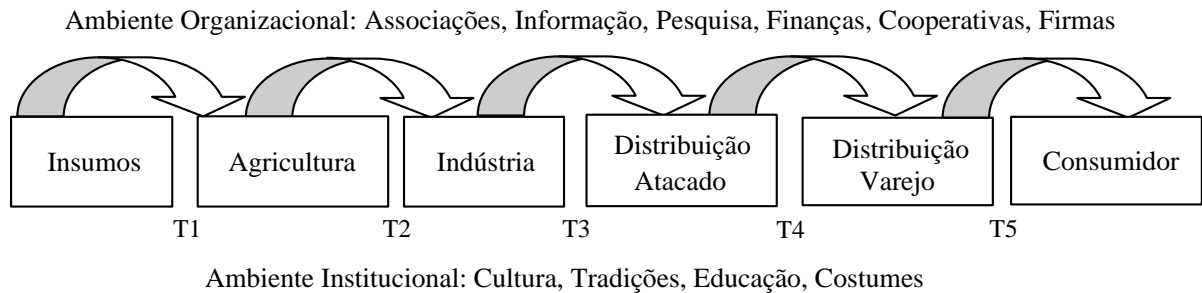 Ambiente Organizacional: Associações, Informação, Pesquisa, Finanças, Cooperativas, Firmas
Insumos
Agricultura
Indústria
Distribuição
Atacado
Distribuição
Varejo
Consumidor
T1
T2
T3
T4
T5
Ambiente Institucional: Cultura, Tradições, Educação, Costumes